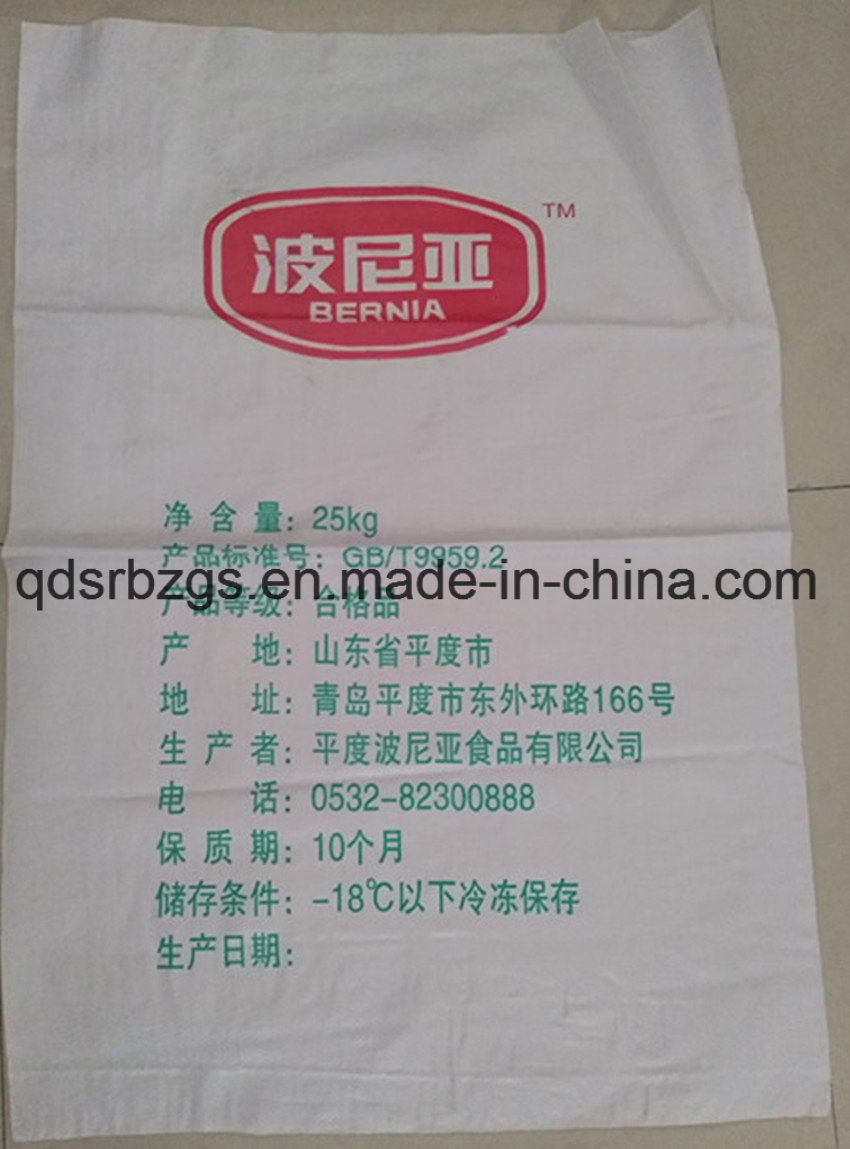 TM
波尼亚
BERNIA
净含量：25kg
产品标准号：GB/T9959.2
qdsrbzgs.en.made-in-china.com
产品等级：合格品
产地：山东省平度市
地址：青岛平度市东外环路166号
生产者：平度波尼亚食品有限公司
电话：0532-82300888
保质期：10个月
储存条件：-18℃以下冷冻保存
生产日期：